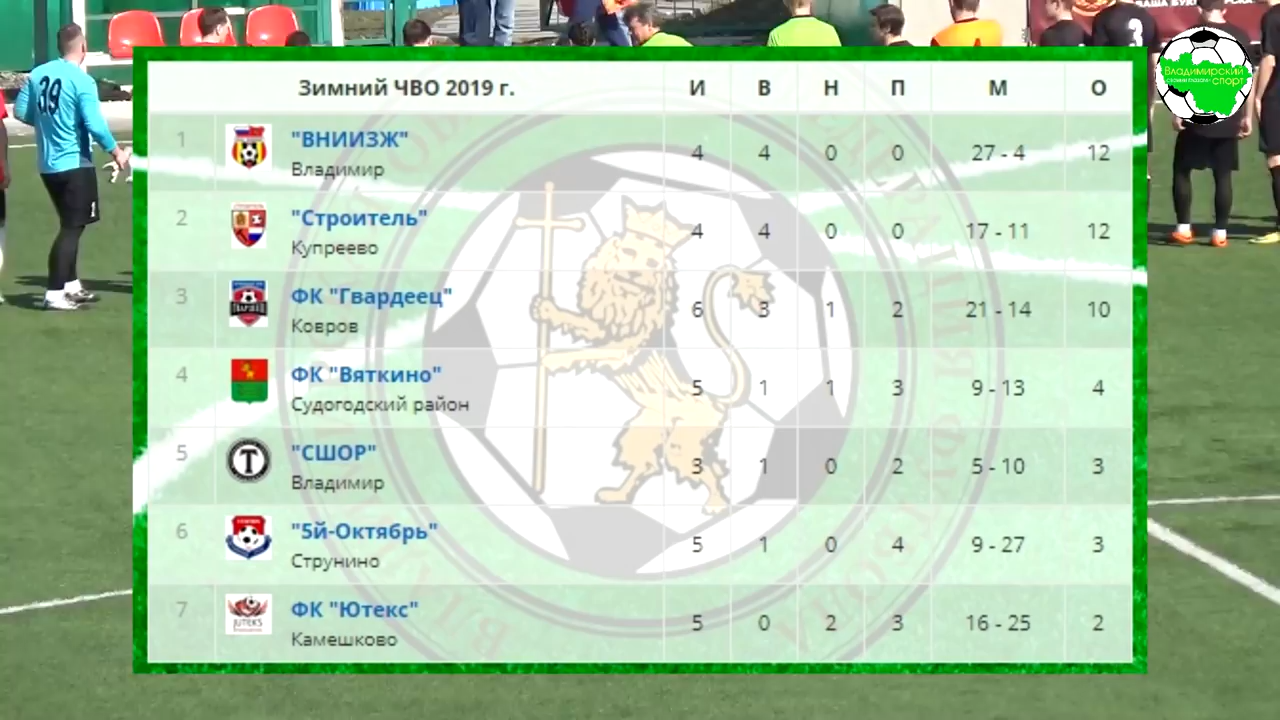 39
3
Владимирский
спорт
Зимний ЧВО 2019 г. И В Н П М О
1 "ВНИИЗЖ" 4 4 0 0 27 - 4 12
Владимир
2 "Строитель" 4 4 0 0 17 - 11 12
Купреево
3 ФК "Гвардеец" 6 3 1 2 21 - 14 10
Ковров
4 ФК "Вяткино" 5 1 1 3 9 - 13 4
Судогодский район
5 Т "СШОР" 3 1 0 2 5 - 10 3
Владимир
6 "5й-Октябрь" 5 1 0 4 9 - 27 3
Струнино
7 JUTEKS ФК "Ютекс" 5 0 2 3 16 - 25 2
Камешково